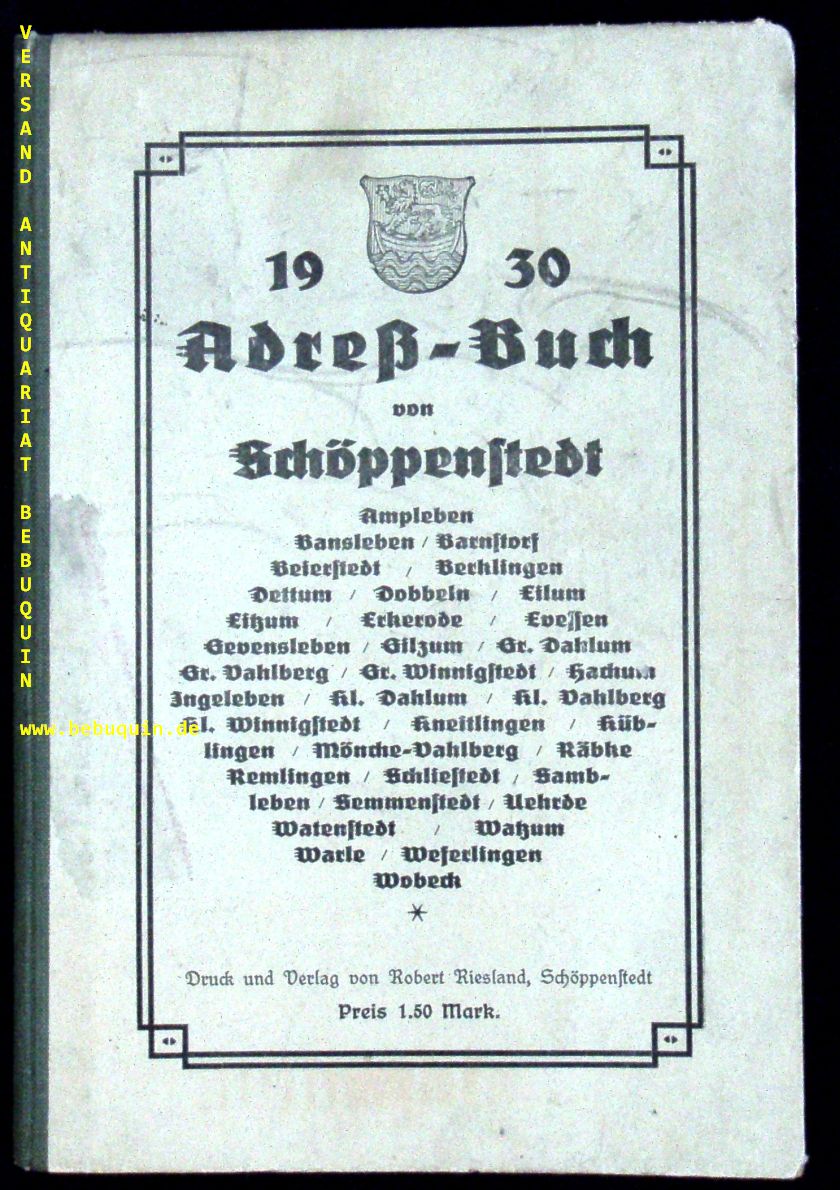 VERSAND ANTIQUARIAT BEBUQUIN
www.bebuquin.de
19 30
Adreß-Buch
von
Schöppenstedt
Ampleben
Bansleben / Barnstorf
Beierstedt / Berklingen
Dettum / Dobbeln / Eilum
Eitzum / Erkerode / Evessen
Gevensleben / Gilzum / Gr. Dahlum
Gr. Vahlberg / Gr. Winnigstedt / Hachum
Ingeleben / Kl. Dahlum / Kl. Vahlberg
Kl. Winnigstedt / Kneitlingen / Küb-
lingen / Mönche-Vahlberg / Räbke
Remlingen / Schliestedt / Samb-
leben / Semmenstedt / Uehrde
Watenstedt / Watzum
Warle / Weferlingen
Wobeck
Druck und Verlag von Robert Riesland, Schöppenstedt
Preis 1.50 Mark.